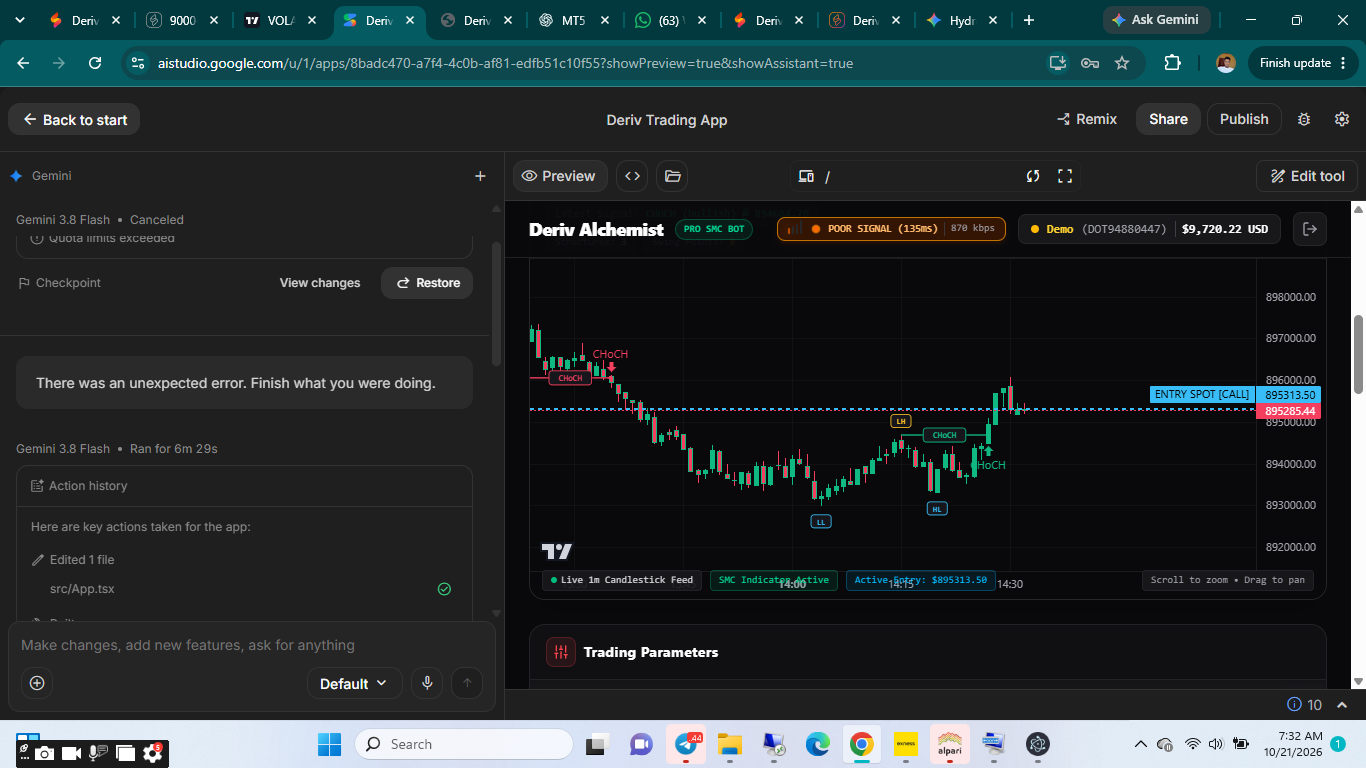 Deriv
9000
VOLA
Deriv
Deriv
MT5
(63)
Deriv
Deriv
Hydr
Ask Gemini
aistudio.google.com/u/1/apps/8badc470-a7f4-4c0b-af81-edfb51c10f55?showPreview=true&showAssistant=true
Finish update
Back to start
Deriv Trading App
Remix
Share
Publish
Gemini
Preview
/
Edit tool
Gemini 3.8 Flash • Canceled
Quota limits exceeded
Checkpoint
View changes
Restore
There was an unexpected error. Finish what you were doing.
Gemini 3.8 Flash • Ran for 6m 29s
Action history
Here are key actions taken for the app:
Edited 1 file
src/App.tsx
Make changes, add new features, ask for anything
Default
Deriv Alchemist
PRO SMC BOT
POOR SIGNAL (135ms)
870 kbps
Demo (DOT94880447)
$9,720.22 USD
898000.00
897000.00
896000.00
895000.00
894000.00
893000.00
892000.00
CHoCH
CHoCH
ENTRY SPOT [CALL]
895313.50
895285.44
LH
CHoCH
HoCH
LL
HL
Live 1m Candlestick Feed
SMC Indicator Active
14:00
Active Entry: $895313.50
14:15
14:30
Scroll to zoom • Drag to pan
Trading Parameters
10
Search
44
exness
alpari
5
7:32 AM
10/21/2026
1